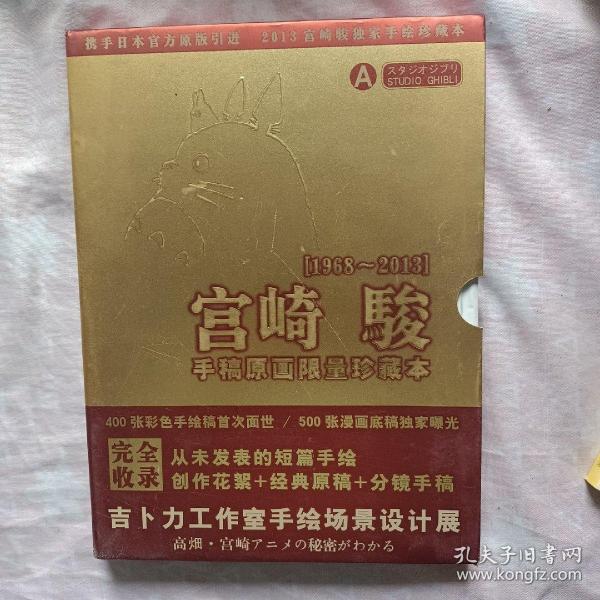 携手日本官方原版引进 2013宫崎駿独家手绘珍藏本
A スタジオジブリ
STUDIO GHIBLI
[1968～2013]
宫崎 駿
手稿原画限量珍藏本
400张彩色手绘稿首次面世 / 500张漫画底稿独家曝光
完全
收录
从未发表的短篇手绘
创作花絮+经典原稿+分镜手稿
吉卜力工作室手绘场景设计展
高畑・宮崎アニメの秘密がわかる
孔夫子旧书网
www.kongfz.com